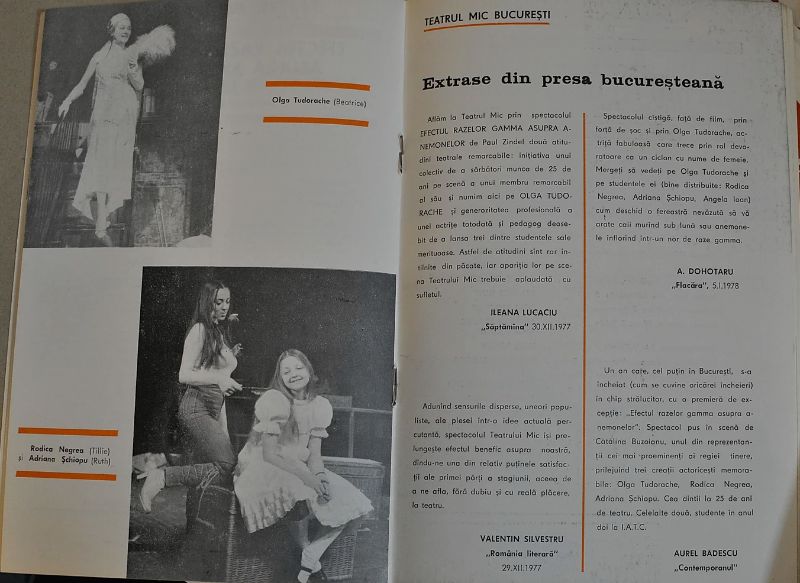 Olga Tudorache (Beatrice)
Rodica Negrea (Tillie)
și Adriana Șchiopu (Ruth)
TEATRUL MIC BUCUREȘTI
Extrase din presa bucureșteană
Aflăm la Teatrul Mic prin spectacolul
EFECTUL RAZELOR GAMMA ASUPRA A-
NEMONELOR de Paul Zindel două atitu-
dini teatrale remarcabile: inițiativa unui
colectiv de a sărbători munca de 25 de
ani pe scenă a unui membru remarcabil
al său și numim aici pe OLGA TUDO-
RACHE și generozitatea profesională a
unei actrițe totodată și pedagog deose-
bit de a lansa trei dintre studentele sale
merituoase. Astfel de atitudini sînt rar în-
tîlnite din păcate, iar apariția lor pe sce-
na Teatrului Mic trebuie aplaudată cu
sufletul.
ILEANA LUCACIU
„Săptămîna" 30.XII.1977
Adunînd sensurile disperse, uneori popu-
liste, ale piesei într-o idee actuală per-
cutantă, spectacolul Teatrului Mic își pre-
lungește efectul benefic asupra noastră,
dîndu-ne una din relativ puținele satisfac-
ții ale primei părți a stagiunii, aceea de
a ne afla, fără dubiu și cu reală plăcere,
la teatru.
VALENTIN SILVESTRU
„România literară"
29.XII.1977
Spectacolul cîștigă, față de film, prin
forță de șoc și prin Olga Tudorache, ac-
triță fabuloasă care trece prin rol devo-
ratoare ca un ciclon cu nume de femeie.
Mergeți să vedeți pe Olga Tudorache și
pe studentele ei (bine distribuite: Rodica
Negrea, Adriana Șchiopu, Angela Ioan)
cum deschid o fereastră nevăzută să vă
arate caii murind sub lună sau anemone-
le înflorind într-un nor de raze gamma.
A. DOHOTARU
„Flacăra", 5.I.1978
Un an care, cel puțin în București, s-a
încheiat (cum se cuvine oricărei încheieri)
în chip strălucitor, cu o premieră de ex-
cepție: „Efectul razelor gamma asupra a-
nemonelor". Spectacol pus în scenă de
Cătălina Buzoianu, unul din reprezentan-
ții cei mai proeminenți ai regiei tinere,
prilejuind trei creații actoricești memora-
bile: Olga Tudorache, Rodica Negrea,
Adriana Șchiopu. Cea dintîi la 25 de ani
de teatru. Celelalte două, studente în anul
doi la I.A.T.C.
AUREL BADESCU
„Contemporanul"